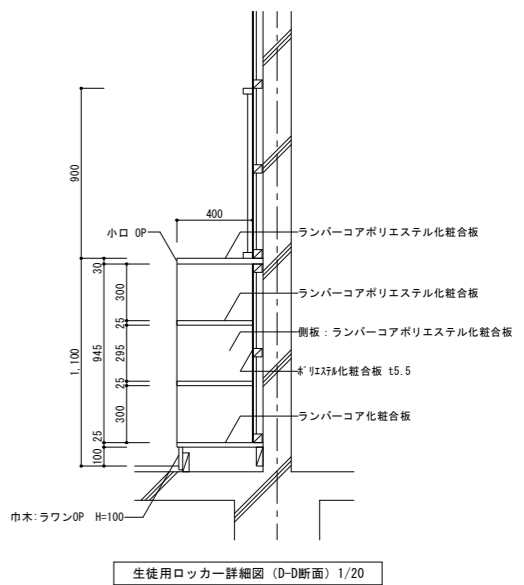 900
400
小口 OP
ランバーコアポリエステル化粧合板
30
300
ランバーコアポリエステル化粧合板
25
側板：ランバーコアポリエステル化粧合板
1,100
945
295
ポリエステル化粧合板 t5.5
25
300
ランバーコア化粧合板
25
100
巾木:ラワンOP H=100
生徒用ロッカー詳細図 (D-D断面) 1/20